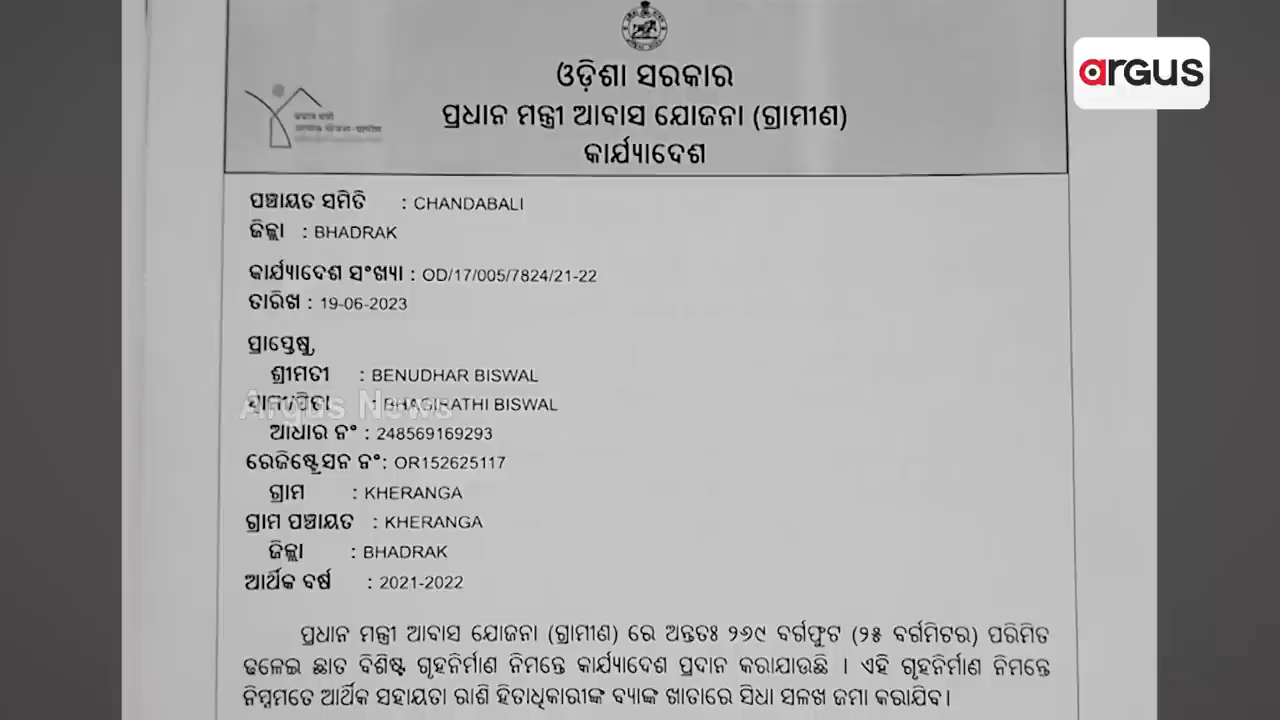 argus
ଓଡ଼ିଶା ସରକାର
ପ୍ରଧାନ ମନ୍ତ୍ରୀ ଆବାସ ଯୋଜନା (ଗ୍ରାମୀଣ)
କାର୍ଯ୍ୟାଦେଶ
ପଞ୍ଚାୟତ ସମିତି : CHANDABALI
ଜିଲ୍ଲା : BHADRAK
କାର୍ଯ୍ୟାଦେଶ ସଂଖ୍ୟା : OD/17/005/7824/21-22
ତାରିଖ : 19-06-2023
ପ୍ରାପ୍ତେଷୁ,
ଶ୍ରୀମତୀ : BENUDHAR BISWAL
ସ୍ୱାମୀ/ପିତା : BHAGIRATHI BISWAL
Argus News
ଆଧାର ନଂ : 248569169293
ରେଜିଷ୍ଟ୍ରେସନ ନଂ: OR152625117
ଗ୍ରାମ : KHERANGA
ଗ୍ରାମ ପଞ୍ଚାୟତ : KHERANGA
ଜିଲ୍ଲା : BHADRAK
ଆର୍ଥିକ ବର୍ଷ : 2021-2022
ପ୍ରଧାନ ମନ୍ତ୍ରୀ ଆବାସ ଯୋଜନା (ଗ୍ରାମୀଣ) ରେ ଅନ୍ତତଃ ୨୬୯ ବର୍ଗଫୁଟ (୨୫ ବର୍ଗମିଟର) ପରିମିତ
ଢଳେଇ ଛାତ ବିଶିଷ୍ଟ ଗୃହନିର୍ମାଣ ନିମନ୍ତେ କାର୍ଯ୍ୟାଦେଶ ପ୍ରଦାନ କରାଯାଉଛି । ଏହି ଗୃହନିର୍ମାଣ ନିମନ୍ତେ
ନିମ୍ନମତେ ଆର୍ଥିକ ସହାୟତା ରାଶି ହିତାଧିକାରୀଙ୍କ ବ୍ୟାଙ୍କ ଖାତାରେ ସିଧା ସଳଖ ଜମା କରାଯିବ।